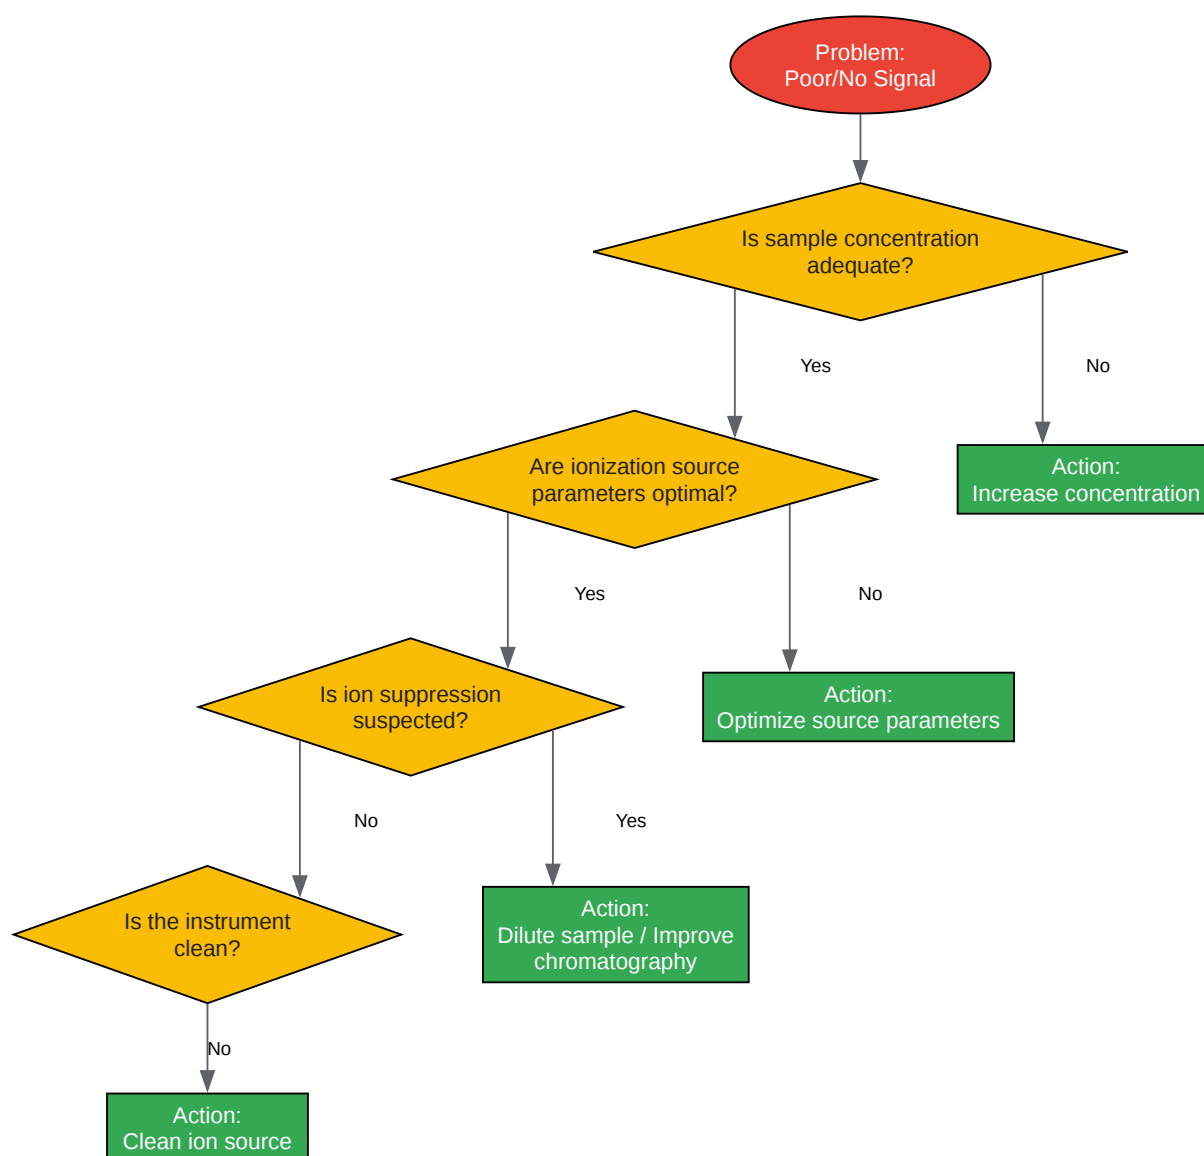 Problem:
Poor/No Signal
Is sample concentration
adequate?
Yes
No
Are ionization source
parameters optimal?
Action:
Increase concentration
Yes
No
Is ion suppression
suspected?
Action:
Optimize source parameters
No
Yes
Is the instrument
clean?
Action:
Dilute sample / Improve
chromatography
No
Action:
Clean ion source